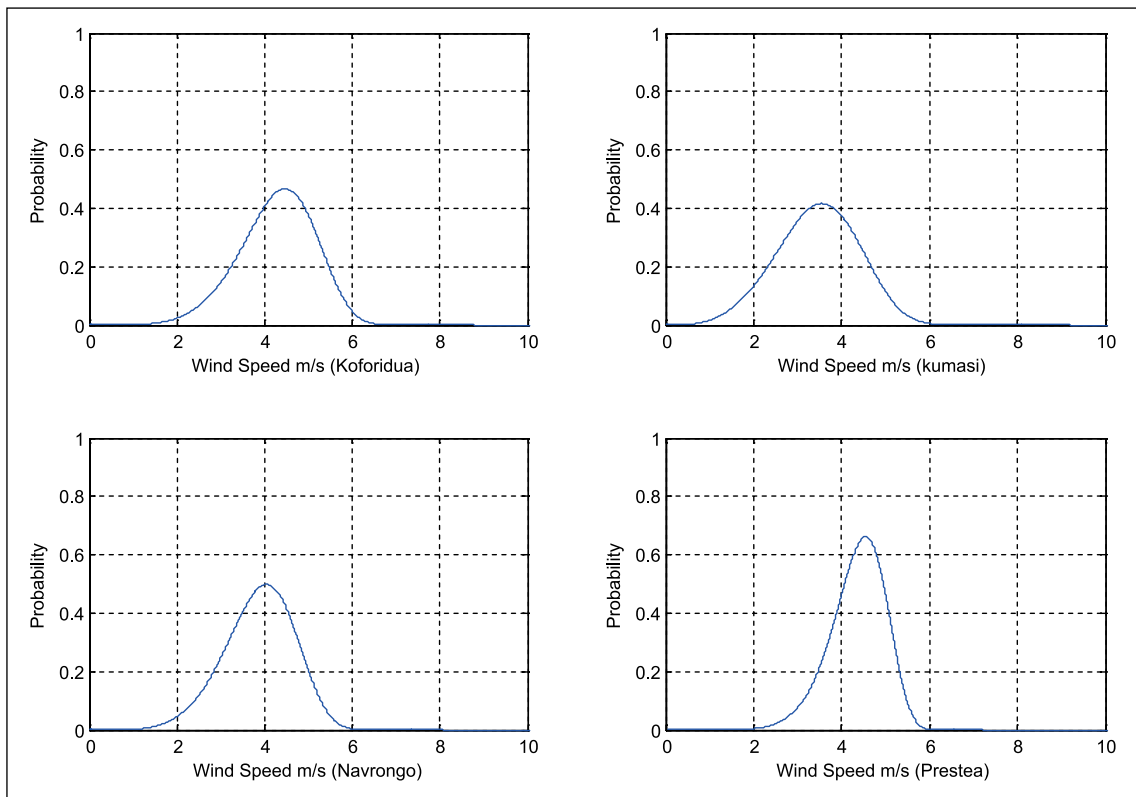 1
0.8
0.6
0.4
0.2
0
Probability
0 2 4 6 8 10
Wind Speed m/s (Koforidua)
1
0.8
0.6
0.4
0.2
0
Probability
0 2 4 6 8 10
Wind Speed m/s (kumasi)
1
0.8
0.6
0.4
0.2
0
Probability
0 2 4 6 8 10
Wind Speed m/s (Navrongo)
1
0.8
0.6
0.4
0.2
0
Probability
0 2 4 6 8 10
Wind Speed m/s (Prestea)